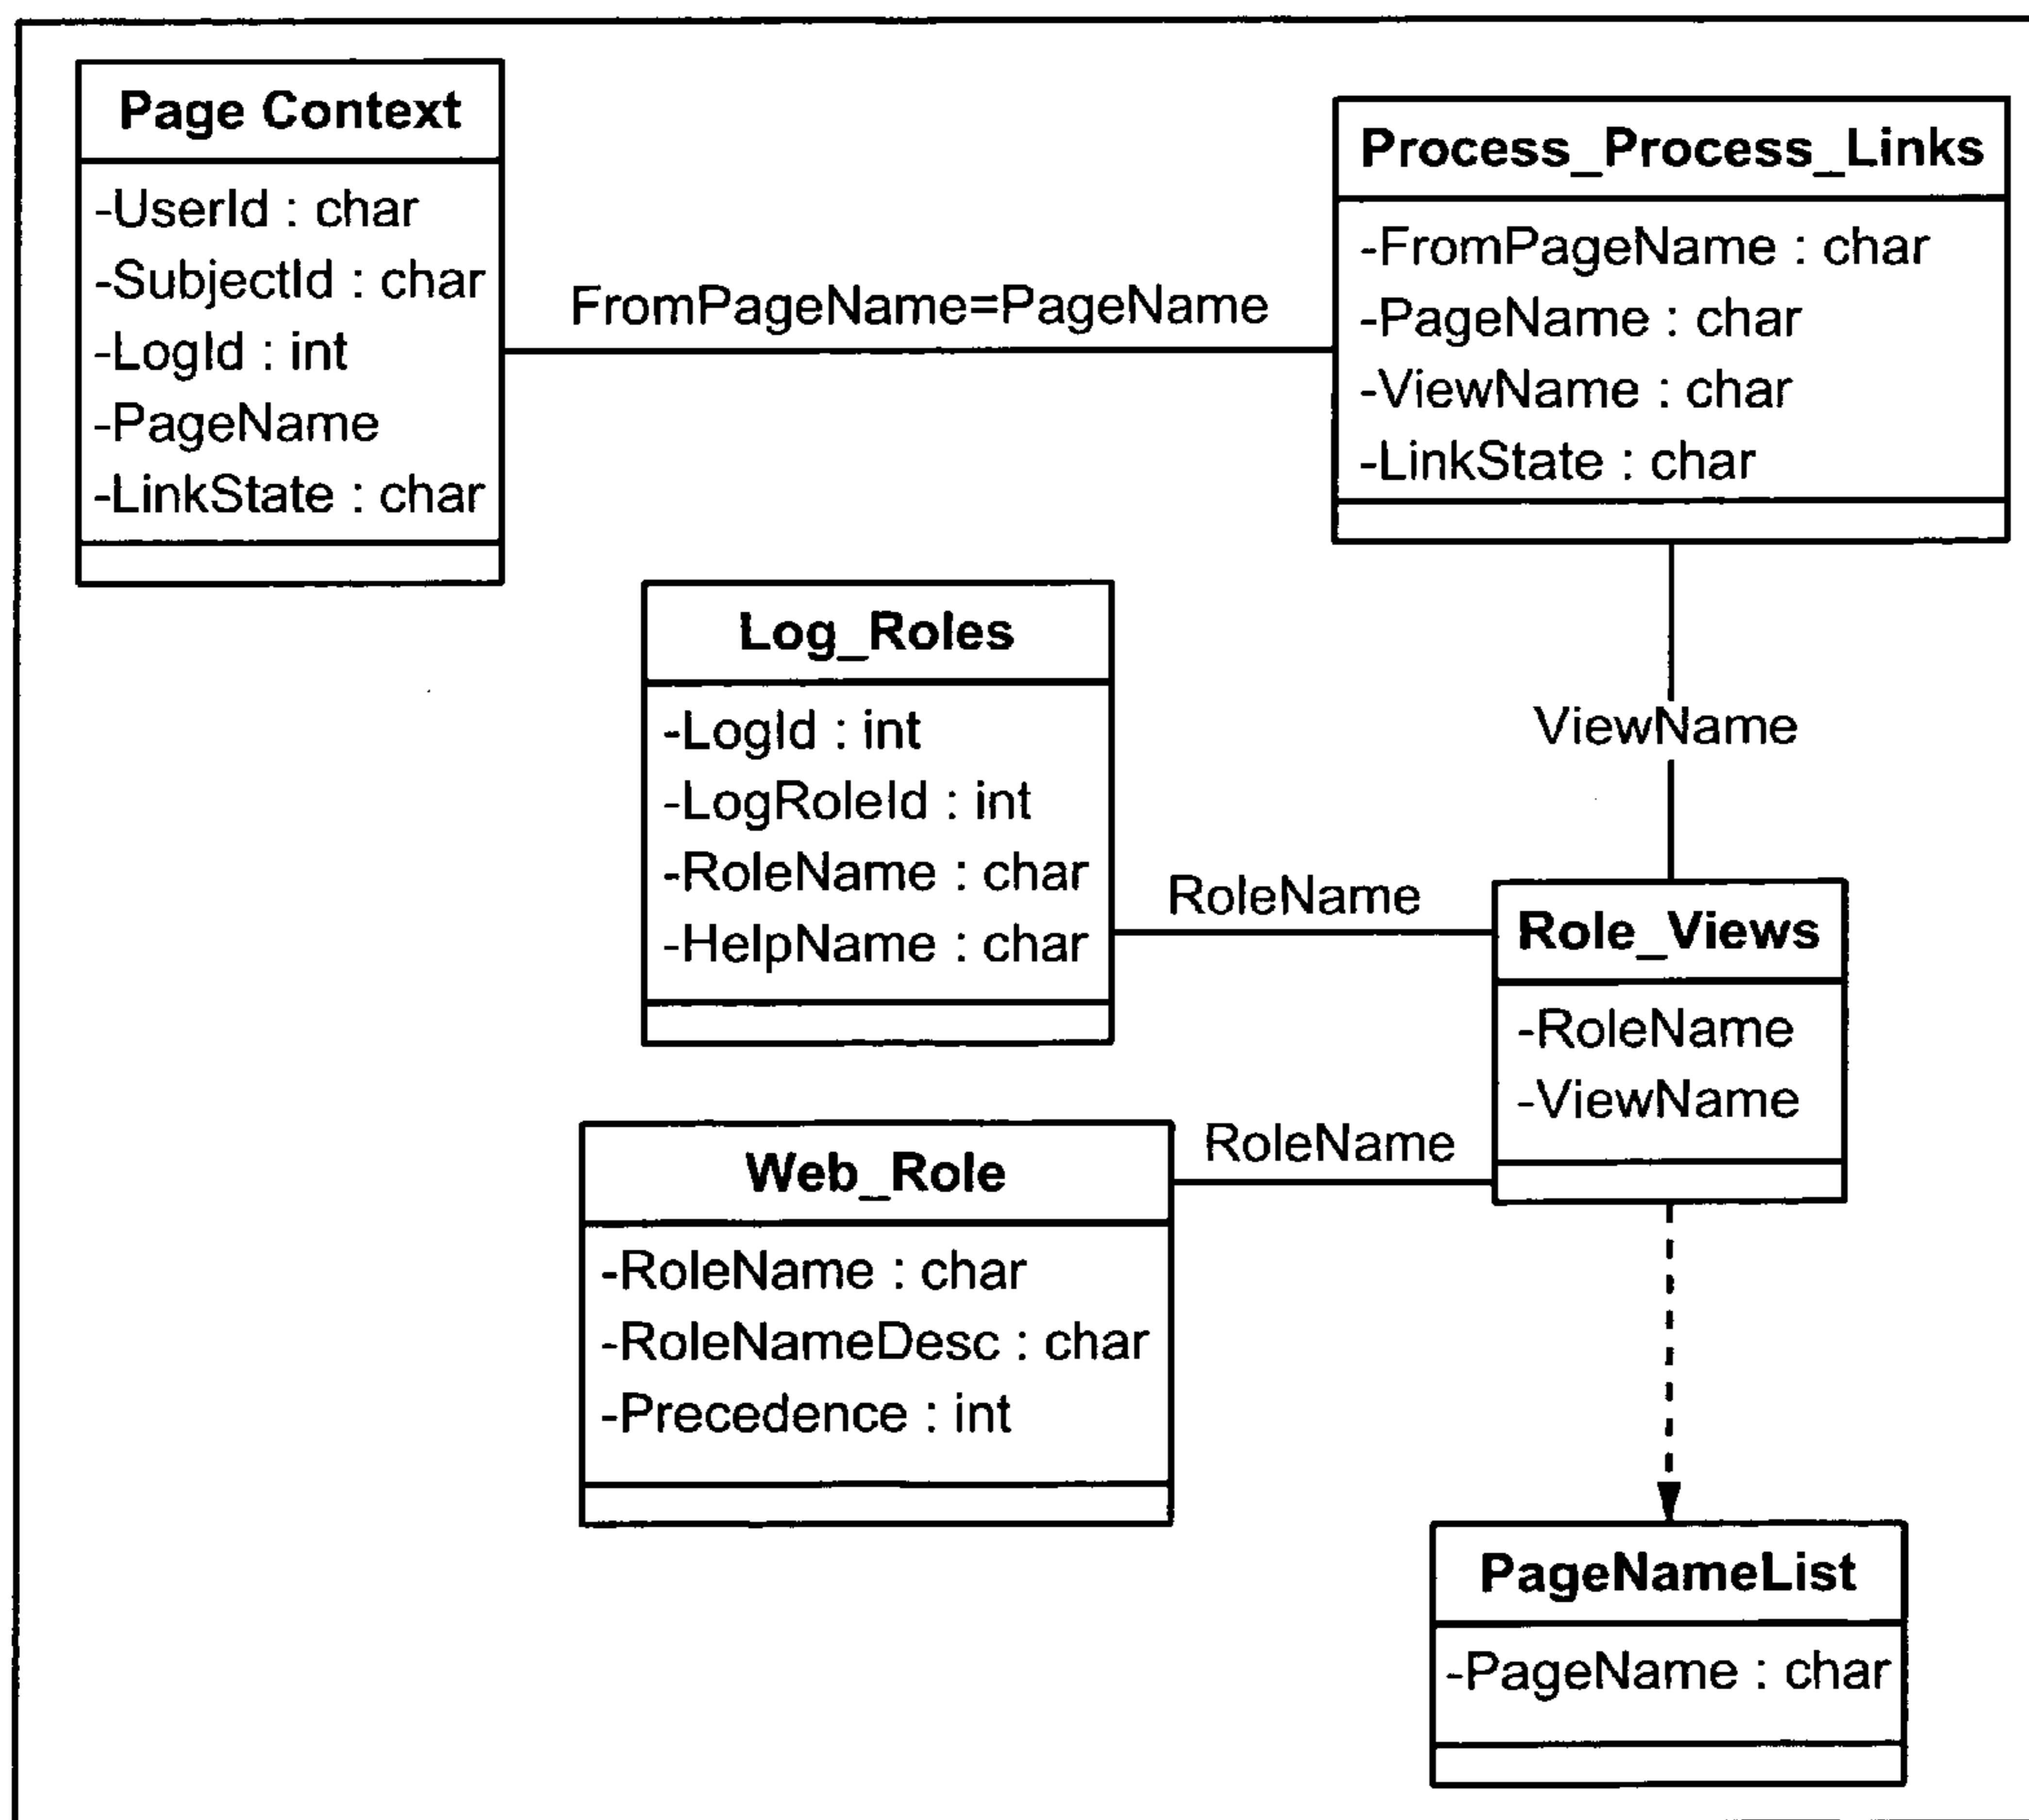 Page Context
-UserId : char
-SubjectId : char
-LogId : int
-PageName
-LinkState : char
FromPageName=PageName
Process_Process_Links
-FromPageName : char
-PageName : char
-ViewName : char
-LinkState : char
ViewName
Log_Roles
-LogId : int
-LogRoleId : int
-RoleName : char
-HelpName : char
RoleName
Role_Views
-RoleName
-ViewName
Web_Role
-RoleName : char
-RoleNameDesc : char
-Precedence : int
RoleName
PageNameList
-PageName : char